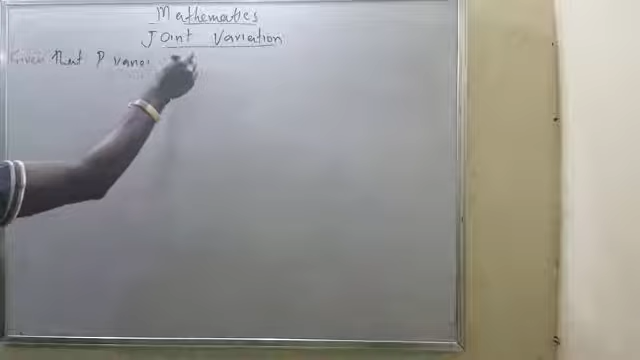 Mathematics
Joint Variation
Given that P